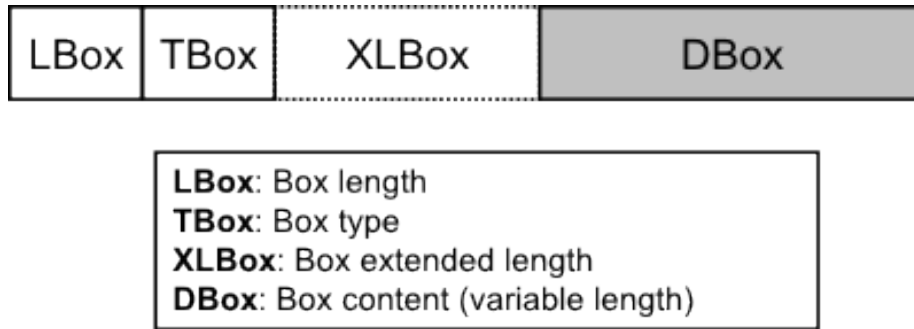 LBox TBox XLBox DBox
LBox: Box length
TBox: Box type
XLBox: Box extended length
DBox: Box content (variable length)